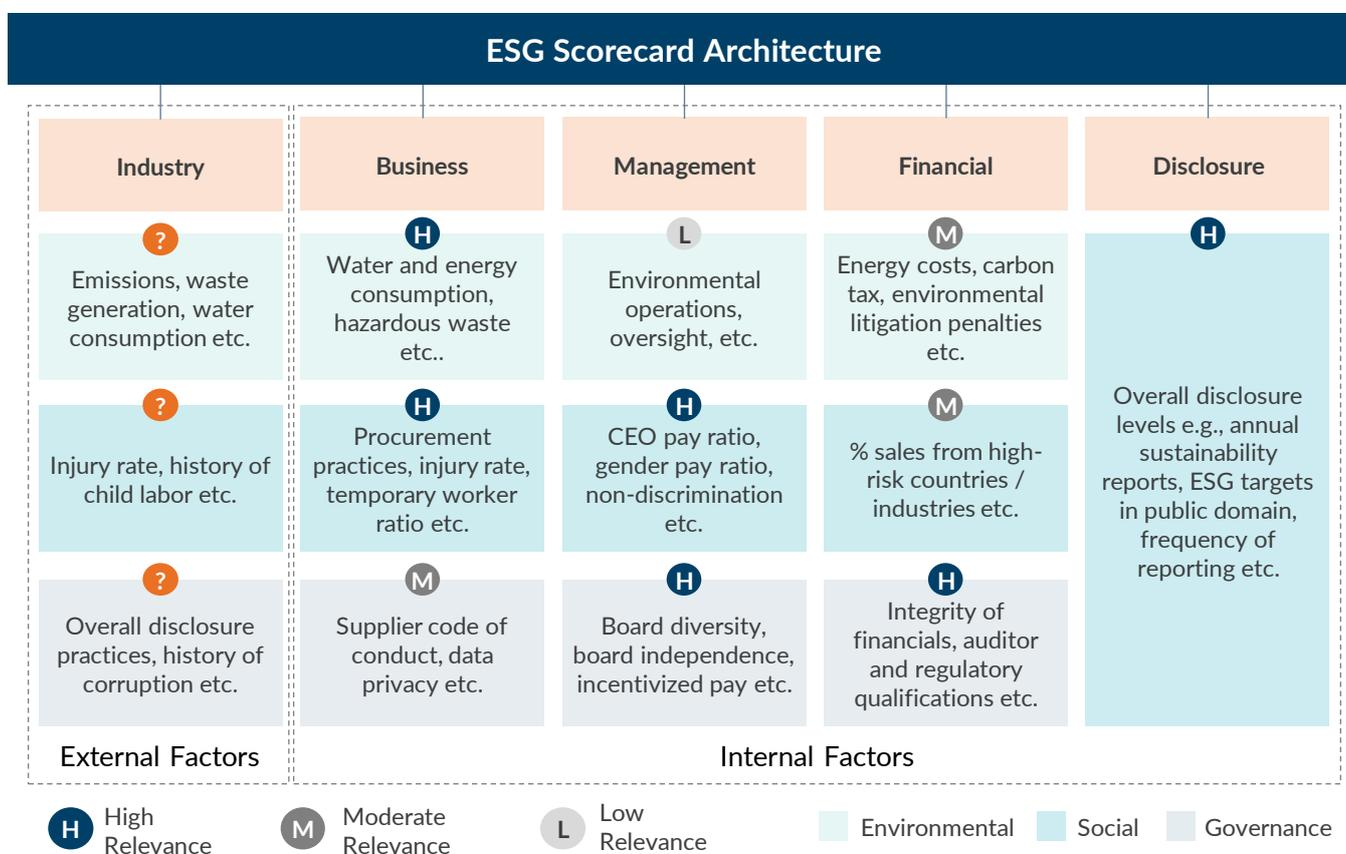 ESG Scorecard Architecture
Industry
Business
Management
Financial
Disclosure
?
Emissions, waste
generation, water
consumption etc.
H
Water and energy
consumption,
hazardous waste
etc..
L
Environmental
operations,
oversight, etc.
M
Energy costs, carbon
tax, environmental
litigation penalties
etc.
H
Overall disclosure
levels e.g., annual
sustainability
reports, ESG targets
in public domain,
frequency of
reporting etc.
?
Injury rate, history of
child labor etc.
H
Procurement
practices, injury rate,
temporary worker
ratio etc.
H
CEO pay ratio,
gender pay ratio,
non-discrimination
etc.
M
% sales from high-
risk countries /
industries etc.
?
Overall disclosure
practices, history of
corruption etc.
M
Supplier code of
conduct, data
privacy etc.
H
Board diversity,
board independence,
incentivized pay etc.
H
Integrity of
financials, auditor
and regulatory
qualifications etc.
External Factors
Internal Factors
H
High
Relevance
M
Moderate
Relevance
L
Low
Relevance
Environmental
Social
Governance